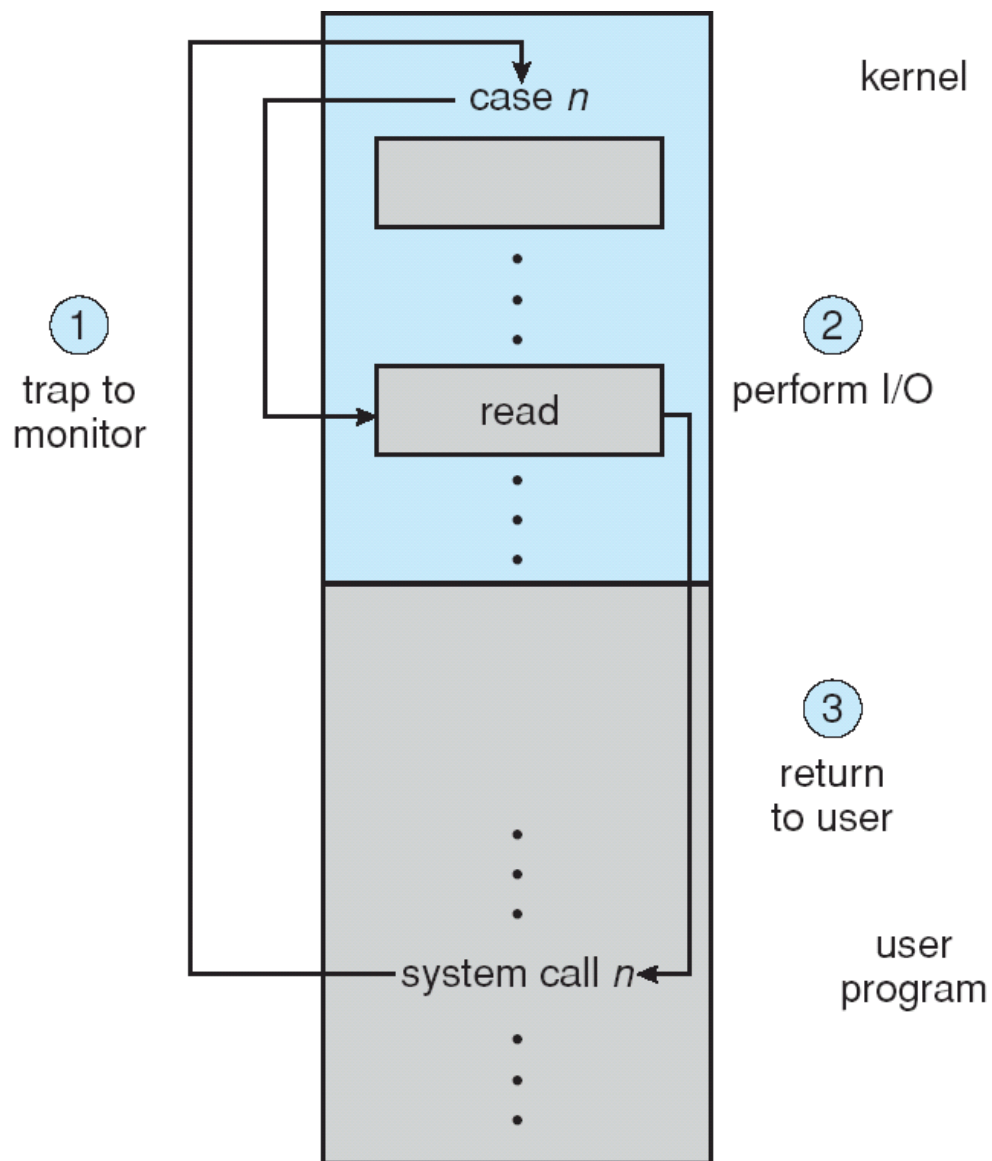 kernel
case n
1
trap to
monitor
2
perform I/O
read
3
return
to user
system call n
user
program